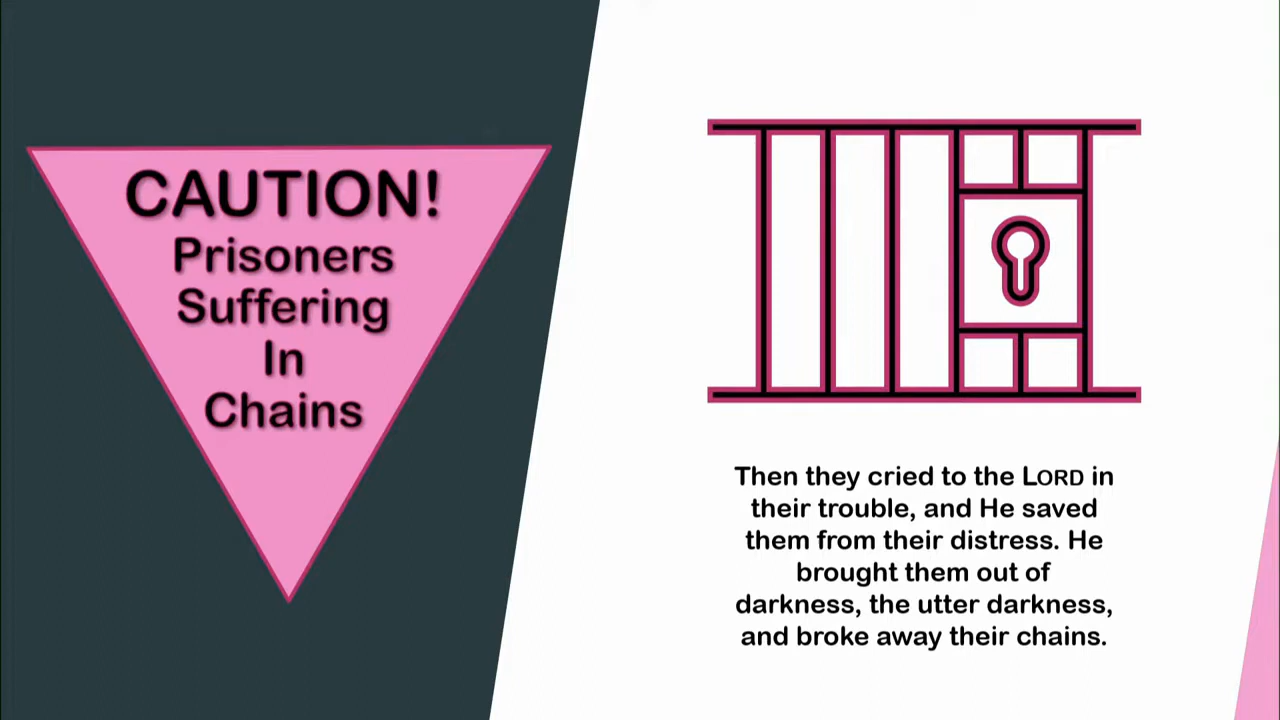 CAUTION!
Prisoners
Suffering
In
Chains
Then they cried to the LORD in
their trouble, and He saved
them from their distress. He
brought them out of
darkness, the utter darkness,
and broke away their chains.